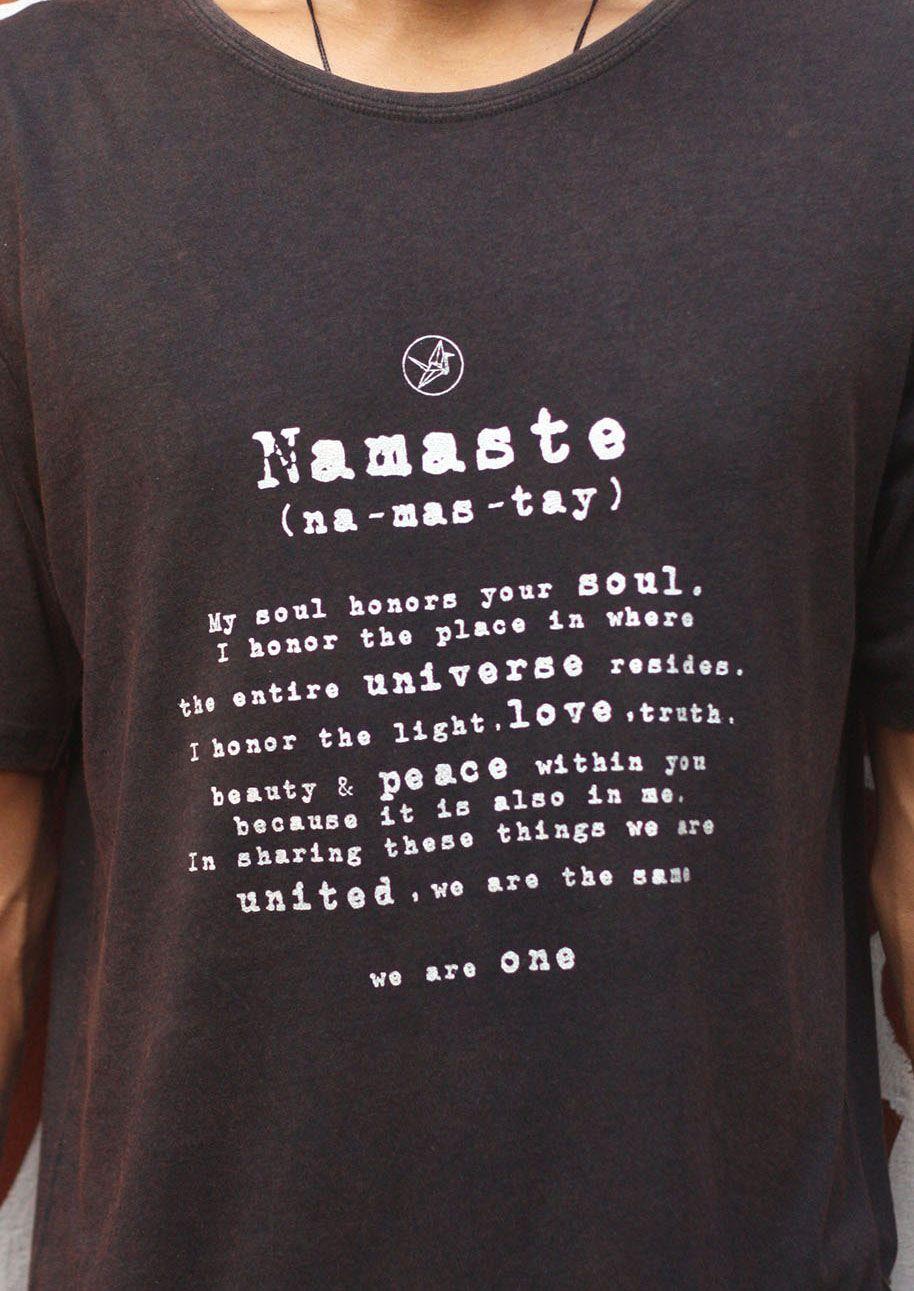 Namaste
(na-mas-tay)
My soul honors your soul.
I honor the place in where
the entire universe resides.
I honor the light, love, truth,
beauty & peace within you
because it is also in me.
In sharing these things we are
united, we are the same
we are one